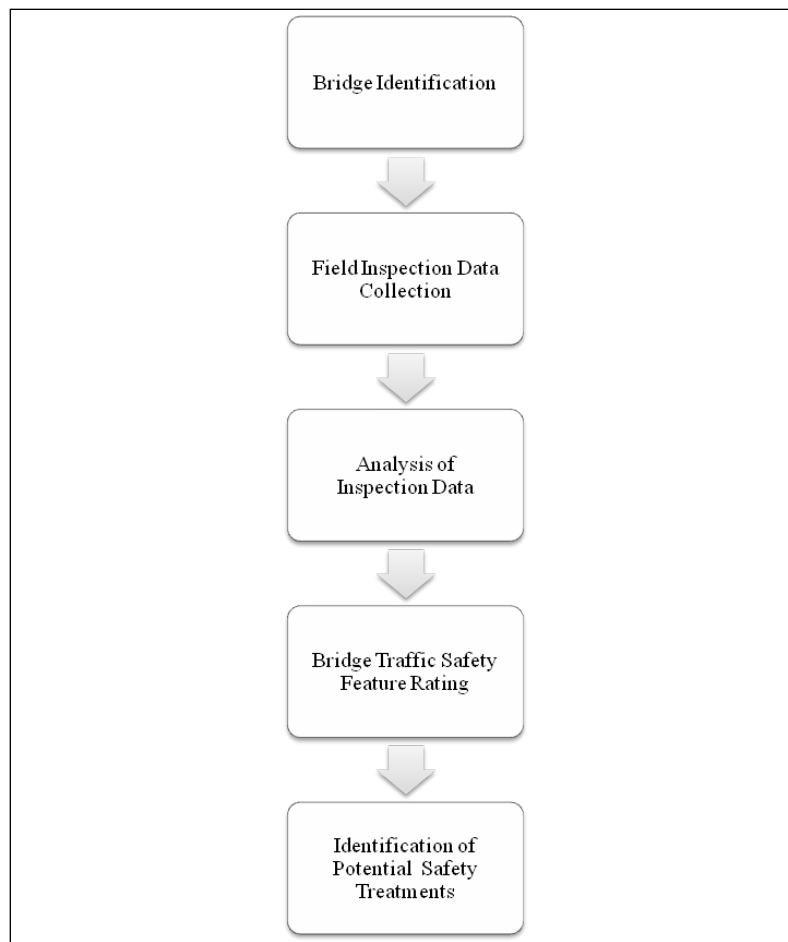 Bridge Identification
Field Inspection Data
Collection
Analysis of
Inspection Data
Bridge Traffic Safety
Feature Rating
Identification of
Potential Safety
Treatments